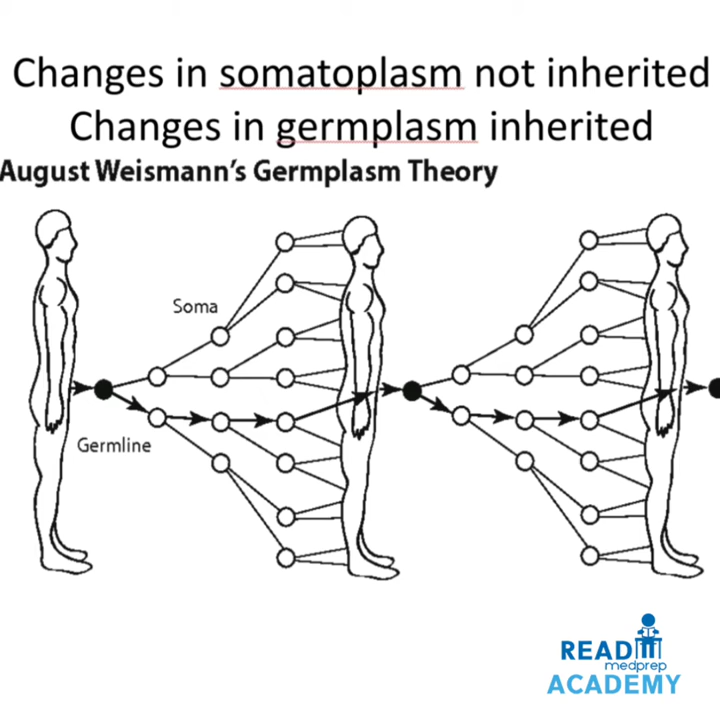 Changes in somatoplasm not inherited
Changes in germplasm inherited
August Weismann's Germplasm Theory
Soma
Germline
READ
medprep
ACADEMY